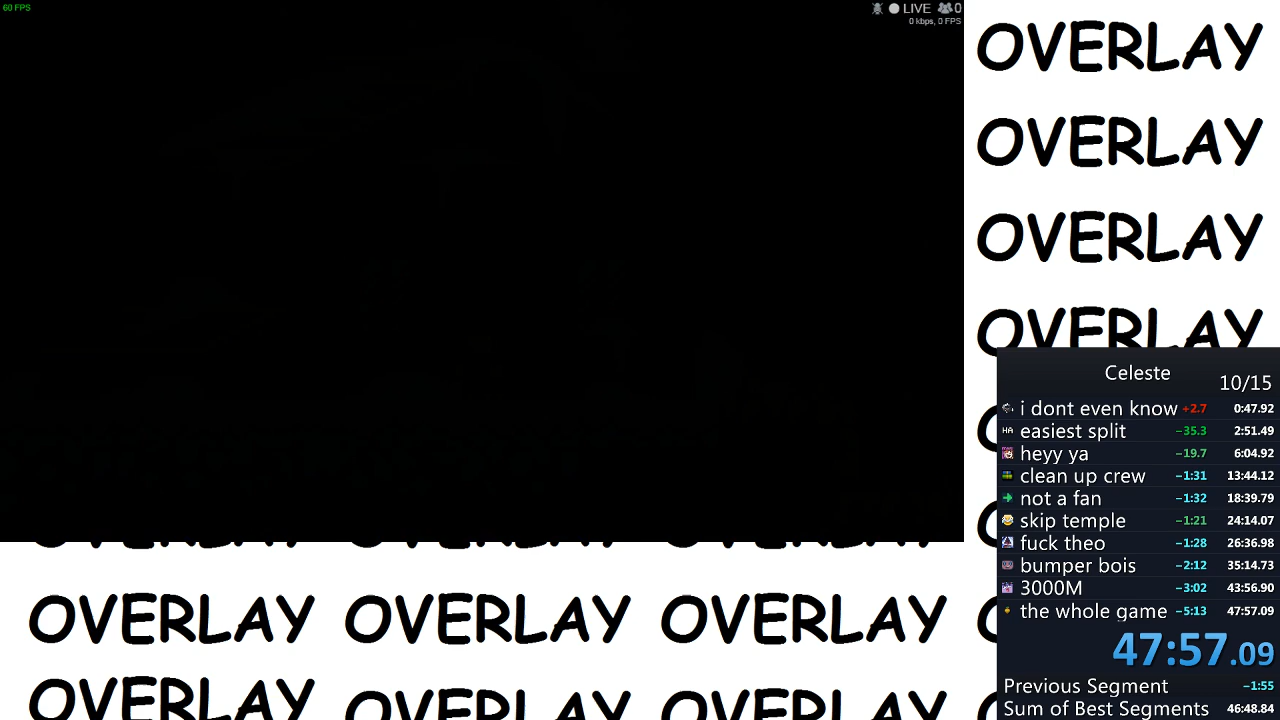 60 FPS
LIVE 0
0 kbps, 0 FPS
OVERLAY
OVERLAY
OVERLAY
OVERLAY
Celeste
10/15
i dont even know +2.7 0:47.92
HA easiest split −35.3 2:51.49
heyy ya −19.7 6:04.92
clean up crew −1:31 13:44.12
not a fan −1:32 18:39.79
skip temple −1:21 24:14.07
fuck theo −1:28 26:36.98
bumper bois −2:12 35:14.73
3000M −3:02 43:56.90
the whole game −5:13 47:57.09
47:57.09
Previous Segment −1:55
Sum of Best Segments 46:48.84
OVERLAY OVERLAY OVERLAY
OVERLAY OVERLAY OVERLAY